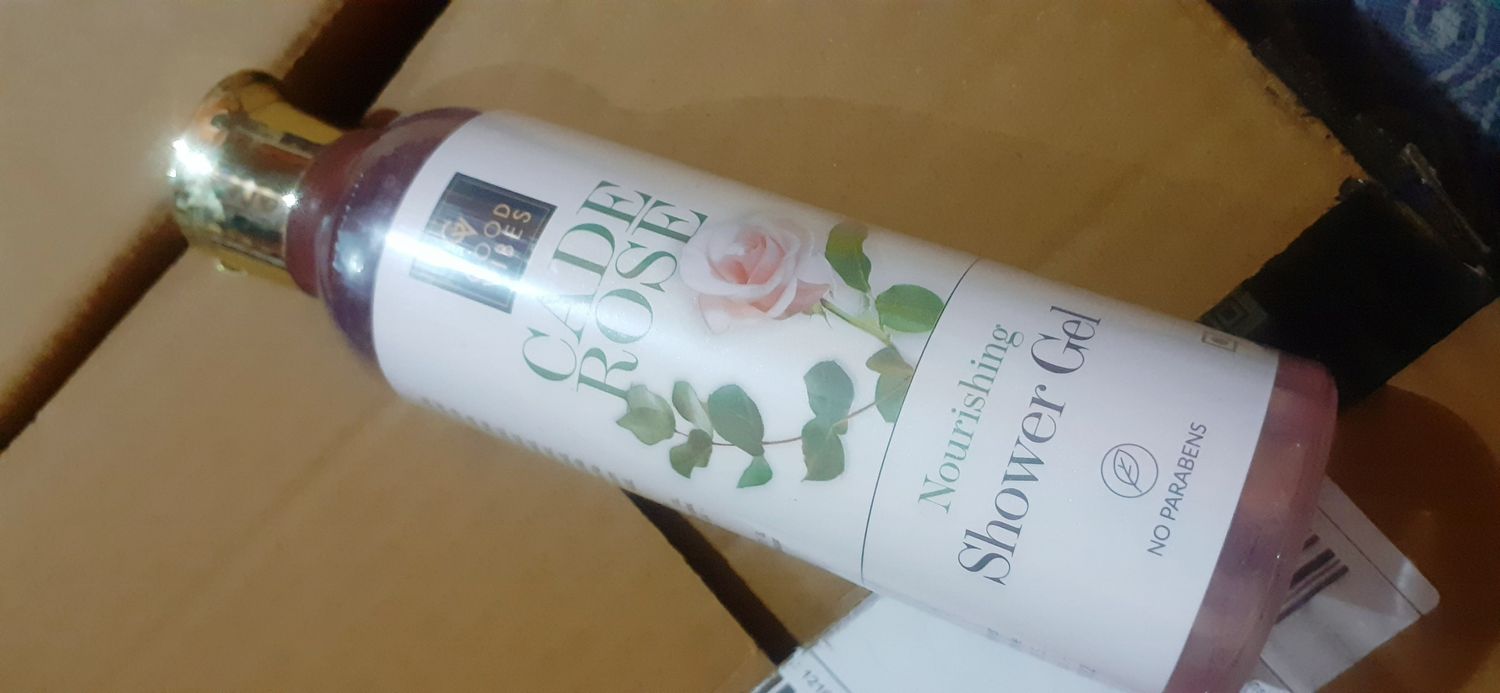 GOOD
VIBES
CADE
ROSE
Nourishing
Shower Gel
NO PARABENS